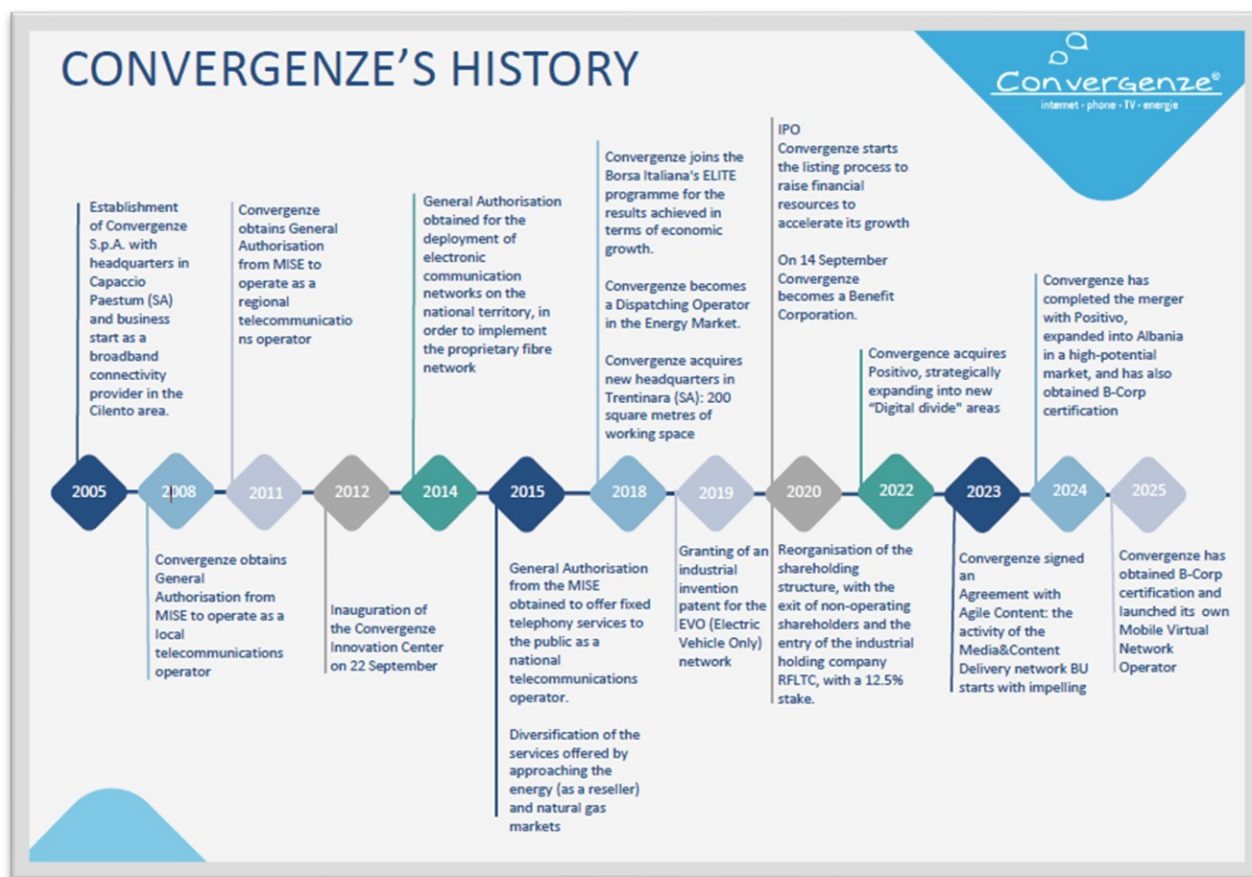 CONVERGENZE'S HISTORY
Convergenze®
internet - phone - TV - energie
Establishment
of Convergenze
S.p.A. with
headquarters in
Capaccio
Paestum (SA)
and business
start as a
broadband
connectivity
provider in the
Cilento area.
Convergenze
obtains General
Authorisation
from MISE to
operate as a
regional
telecommunicatio
ns operator
General Authorisation
obtained for the
deployment of
electronic
communication
networks on the
national territory, in
order to implement
the proprietary fibre
network
Convergenze joins the
Borsa Italiana's ELITE
programme for the
results achieved in
terms of economic
growth.
Convergenze becomes
a Dispatching Operator
in the Energy Market.
Convergenze acquires
new headquarters in
Trentinara (SA): 200
square metres of
working space
IPO
Convergenze starts
the listing process to
raise financial
resources to
accelerate its growth
On 14 September
Convergenze
becomes a Benefit
Corporation.
Convergence acquires
Positivo, strategically
expanding into new
"Digital divide" areas
Convergenze has
completed the merger
with Positivo,
expanded into Albania
in a high-potential
market, and has also
obtained B-Corp
certification
2005
2008
2011
2012
2014
2015
2018
2019
2020
2022
2023
2024
2025
Convergenze obtains
General
Authorisation from
MISE to operate as a
local
telecommunications
operator
Inauguration of
the Convergenze
Innovation Center
on 22 September
General Authorisation
from the MISE
obtained to offer fixed
telephony services to
the public as a
national
telecommunications
operator.
Diversification of the
services offered by
approaching the
energy (as a reseller)
and natural gas
markets
Granting of an
industrial
invention
patent for the
EVO (Electric
Vehicle Only)
network
Reorganisation of the
shareholding
structure, with the
exit of non-operating
shareholders and the
entry of the industrial
holding company
RFLTC, with a 12.5%
stake.
Convergenze signed
an
Agreement with
Agile Content: the
activity of the
Media&Content
Delivery network BU
starts with impelling
Convergenze has
obtained B-Corp
certification and
launched its own
Mobile Virtual
Network
Operator